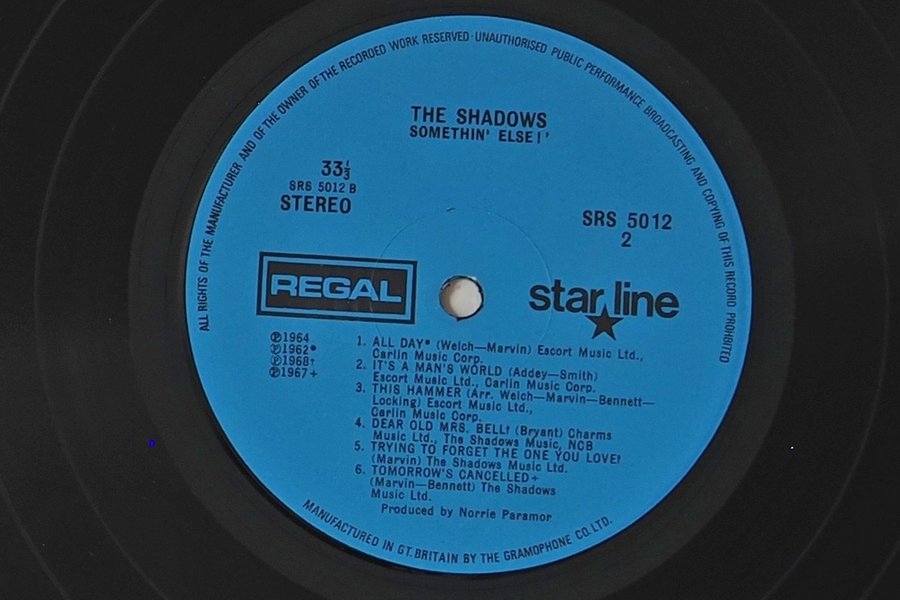 ALL RIGHTS OF THE MANUFACTURER AND OF THE OWNER OF THE RECORDED WORK RESERVED · UNAUTHORISED PUBLIC PERFORMANCE BROADCASTING AND COPYING OF THIS RECORD PROHIBITED
THE SHADOWS
SOMETHIN' ELSE!'
33⅓
SRS 5012 B
STEREO
SRS 5012
2
REGAL
star line
℗1964
℗1962*
℗1968†
℗1967+
1. ALL DAY* (Welch—Marvin) Escort Music Ltd.,
Carlin Music Corp.
2. IT'S A MAN'S WORLD (Addey—Smith)
Escort Music Ltd., Carlin Music Corp.
3. THIS HAMMER (Arr. Welch—Marvin—Bennett—
Locking) Escort Music Ltd.,
Carlin Music Corp.
4. DEAR OLD MRS. BELL† (Bryant) Charms
Music Ltd., The Shadows Music, NCB
5. TRYING TO FORGET THE ONE YOU LOVE†
(Marvin) The Shadows Music Ltd.
6. TOMORROW'S CANCELLED+
(Marvin—Bennett) The Shadows
Music Ltd.
Produced by Norrie Paramor
MANUFACTURED IN GT. BRITAIN BY THE GRAMOPHONE CO. LTD.